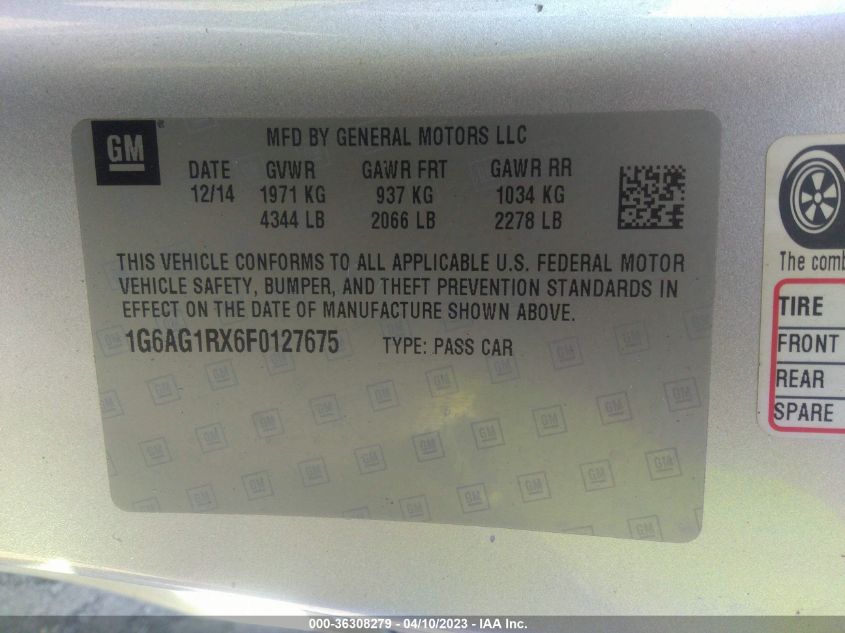 GM
MFD BY GENERAL MOTORS LLC
DATE GVWR GAWR FRT GAWR RR
12/14 1971 KG 937 KG 1034 KG
4344 LB 2066 LB 2278 LB
THIS VEHICLE CONFORMS TO ALL APPLICABLE U.S. FEDERAL MOTOR
VEHICLE SAFETY, BUMPER, AND THEFT PREVENTION STANDARDS IN
EFFECT ON THE DATE OF MANUFACTURE SHOWN ABOVE.
1G6AG1RX6F0127675 TYPE: PASS CAR
The comb
TIRE
FRONT
REAR
SPARE
000-36308279 - 04/10/2023 - IAA Inc.